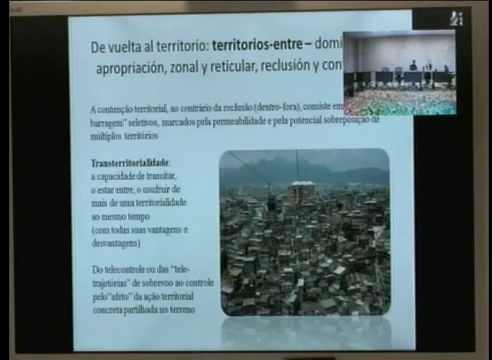 De vuelta al territorio: territorios-entre – domi
apropriación, zonal y reticular, reclusión y con
A contenção territorial, ao contrário da reclusão (dentro-fora), consiste em
barragem" seletivos, marcados pela permeabilidade e pela potencial sobreposição de
múltiplos territórios
Transterritorialidade:
a capacidade de transitar,
o estar entre, o usufruir de
mais de uma territorialidade
ao mesmo tempo
(com todas suas vantagens e
desvantagens)
Do telecontrole ou das "tele-
trajetórias" de sobrevoo ao controle
pelo "afeto" da ação territorial
concreta partilhada no terreno